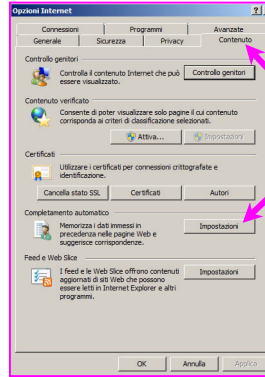 Opzioni Internet
Connessioni Programmi Avanzate
Generale Sicurezza Privacy Contenuto
Controllo genitori
Controlla il contenuto Internet che può essere visualizzato.
Controllo genitori
Contenuto verificato
Consente di poter visualizzare solo pagine il cui contenuto
corrisponda ai criteri di classificazione selezionati.
Attiva... Impostazioni
Certificati
Utilizzare i certificati per connessioni crittografate e
identificazione.
Cancella stato SSL Certificati Autori
Completamento automatico
Memorizza i dati immessi in
precedenza nelle pagine Web e
suggerisce corrispondenze.
Impostazioni
Feed e Web Slice
I feed e le Web Slice offrono contenuti
aggiornati di siti Web che possono
essere letti in Internet Explorer e altri
programmi.
Impostazioni
OK Annulla Applica